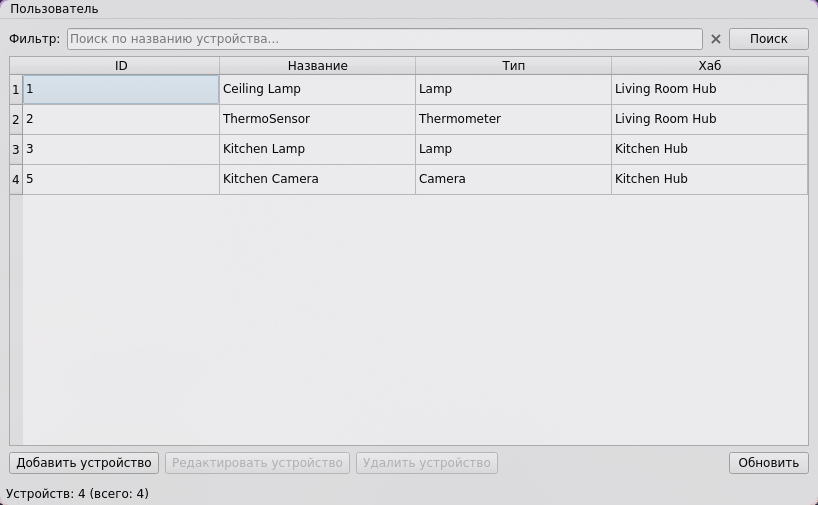 Пользователь
Фильтр: Поиск по названию устройства... ✕ Поиск
ID Название Тип Хаб
1 1 Ceiling Lamp Lamp Living Room Hub
2 2 ThermoSensor Thermometer Living Room Hub
3 3 Kitchen Lamp Lamp Kitchen Hub
4 5 Kitchen Camera Camera Kitchen Hub
Добавить устройство Редактировать устройство Удалить устройство Обновить
Устройств: 4 (всего: 4)